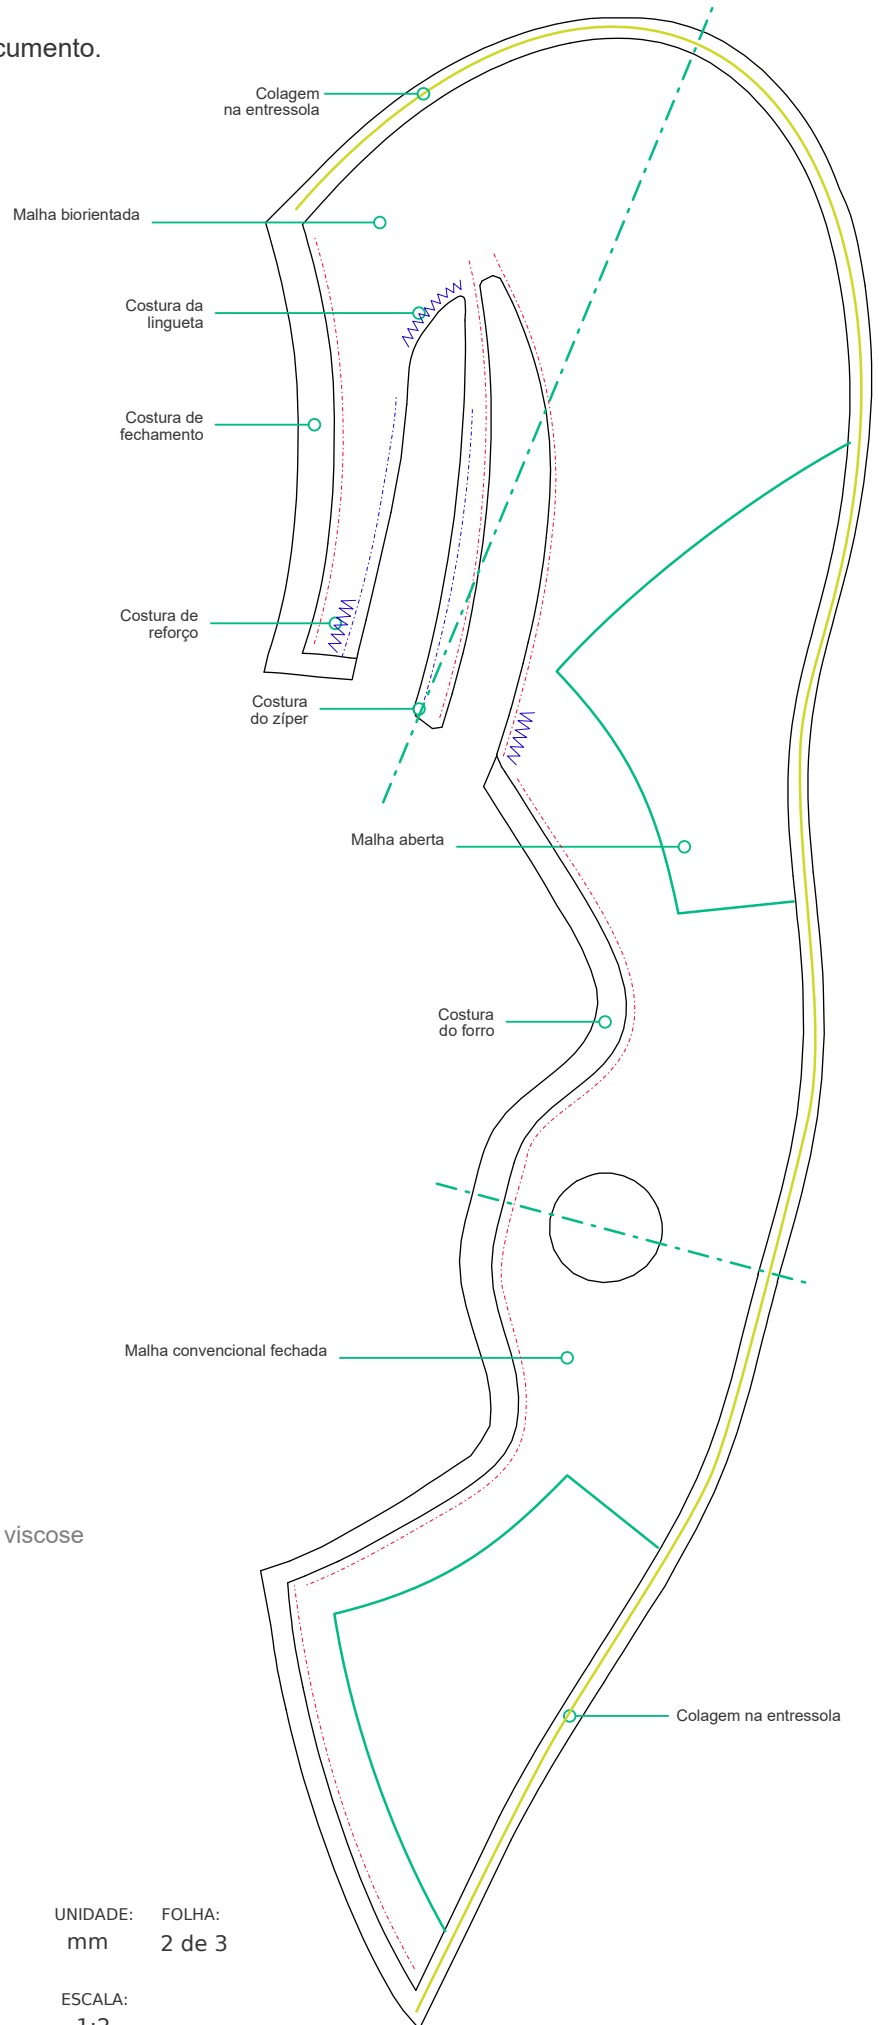 cumento.
Colagem
na entressola
Malha biorientada
Costura da
lingueta
Costura de
fechamento
Costura de
reforço
Costura
do zíper
Malha aberta
Costura
do forro
Malha convencional fechada
viscose
Colagem na entressola
UNIDADE: FOLHA:
mm 2 de 3
ESCALA: